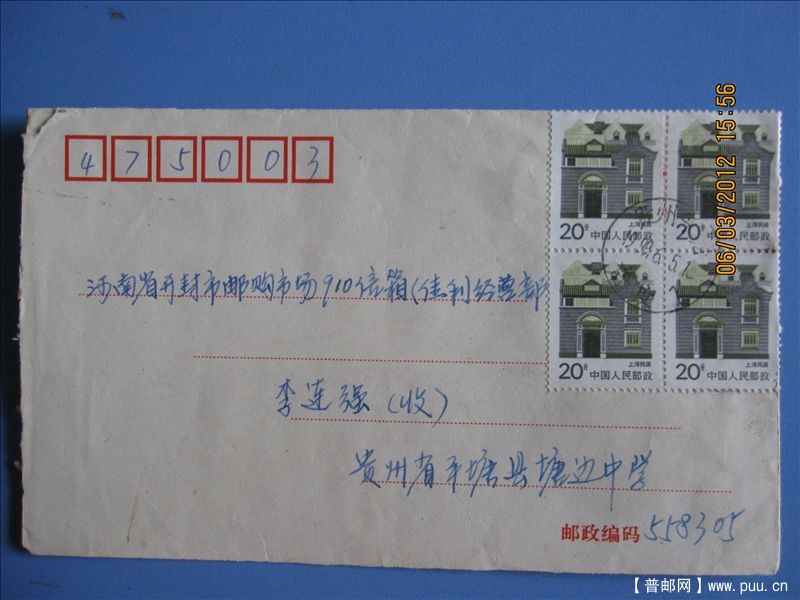 475003
河南省开封市邮购市场910信箱(佳利经营部
李连强(收)
贵州省平塘县塘边中学
邮政编码 558305
上海民居
20分 中国人民邮政
上海民居
20分 中国人民邮政
上海民居
20分 中国人民邮政
上海民居
20分 中国人民邮政
贵州
06/03/2012 15:56
【普邮网】www.puu.cn